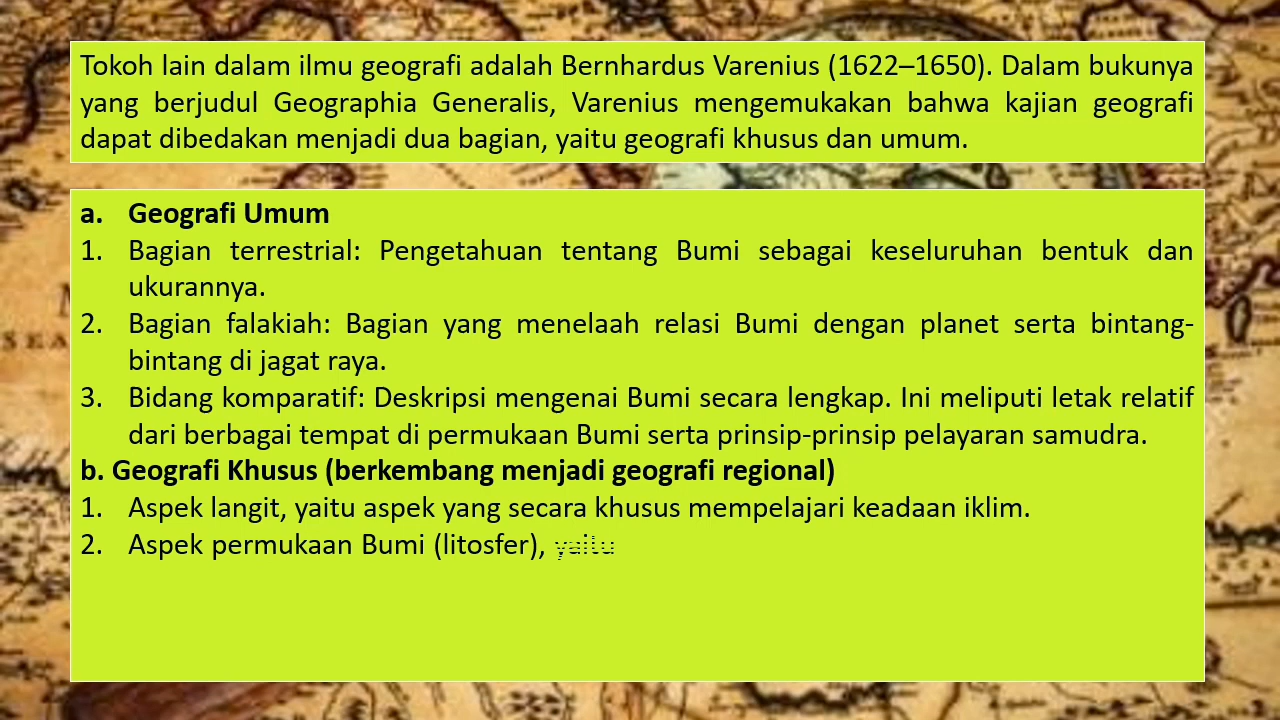 Tokoh lain dalam ilmu geografi adalah Bernhardus Varenius (1622–1650). Dalam bukunya
yang berjudul Geographia Generalis, Varenius mengemukakan bahwa kajian geografi
dapat dibedakan menjadi dua bagian, yaitu geografi khusus dan umum.
a. Geografi Umum
1. Bagian terrestrial: Pengetahuan tentang Bumi sebagai keseluruhan bentuk dan
ukurannya.
2. Bagian falakiah: Bagian yang menelaah relasi Bumi dengan planet serta bintang-
bintang di jagat raya.
3. Bidang komparatif: Deskripsi mengenai Bumi secara lengkap. Ini meliputi letak relatif
dari berbagai tempat di permukaan Bumi serta prinsip-prinsip pelayaran samudra.
b. Geografi Khusus (berkembang menjadi geografi regional)
1. Aspek langit, yaitu aspek yang secara khusus mempelajari keadaan iklim.
2. Aspek permukaan Bumi (litosfer), yaitu
SEA